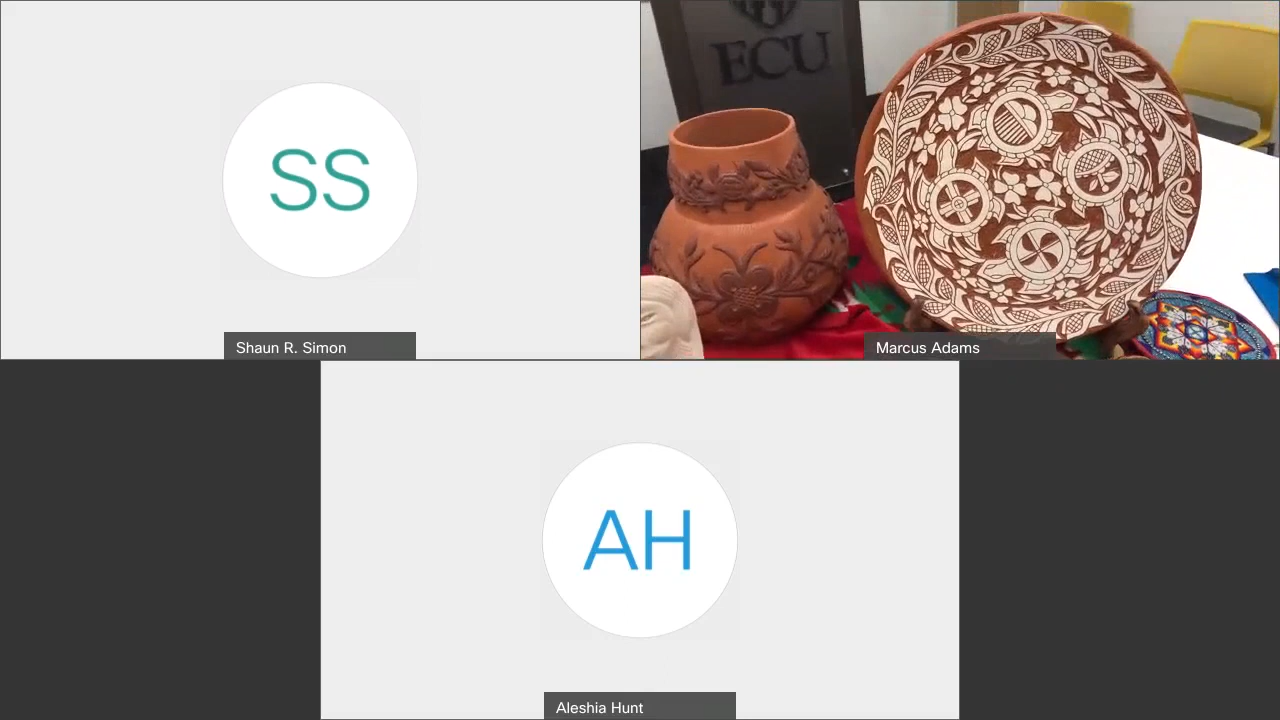 SS
ECU
Shaun R. Simon
Marcus Adams
AH
Aleshia Hunt